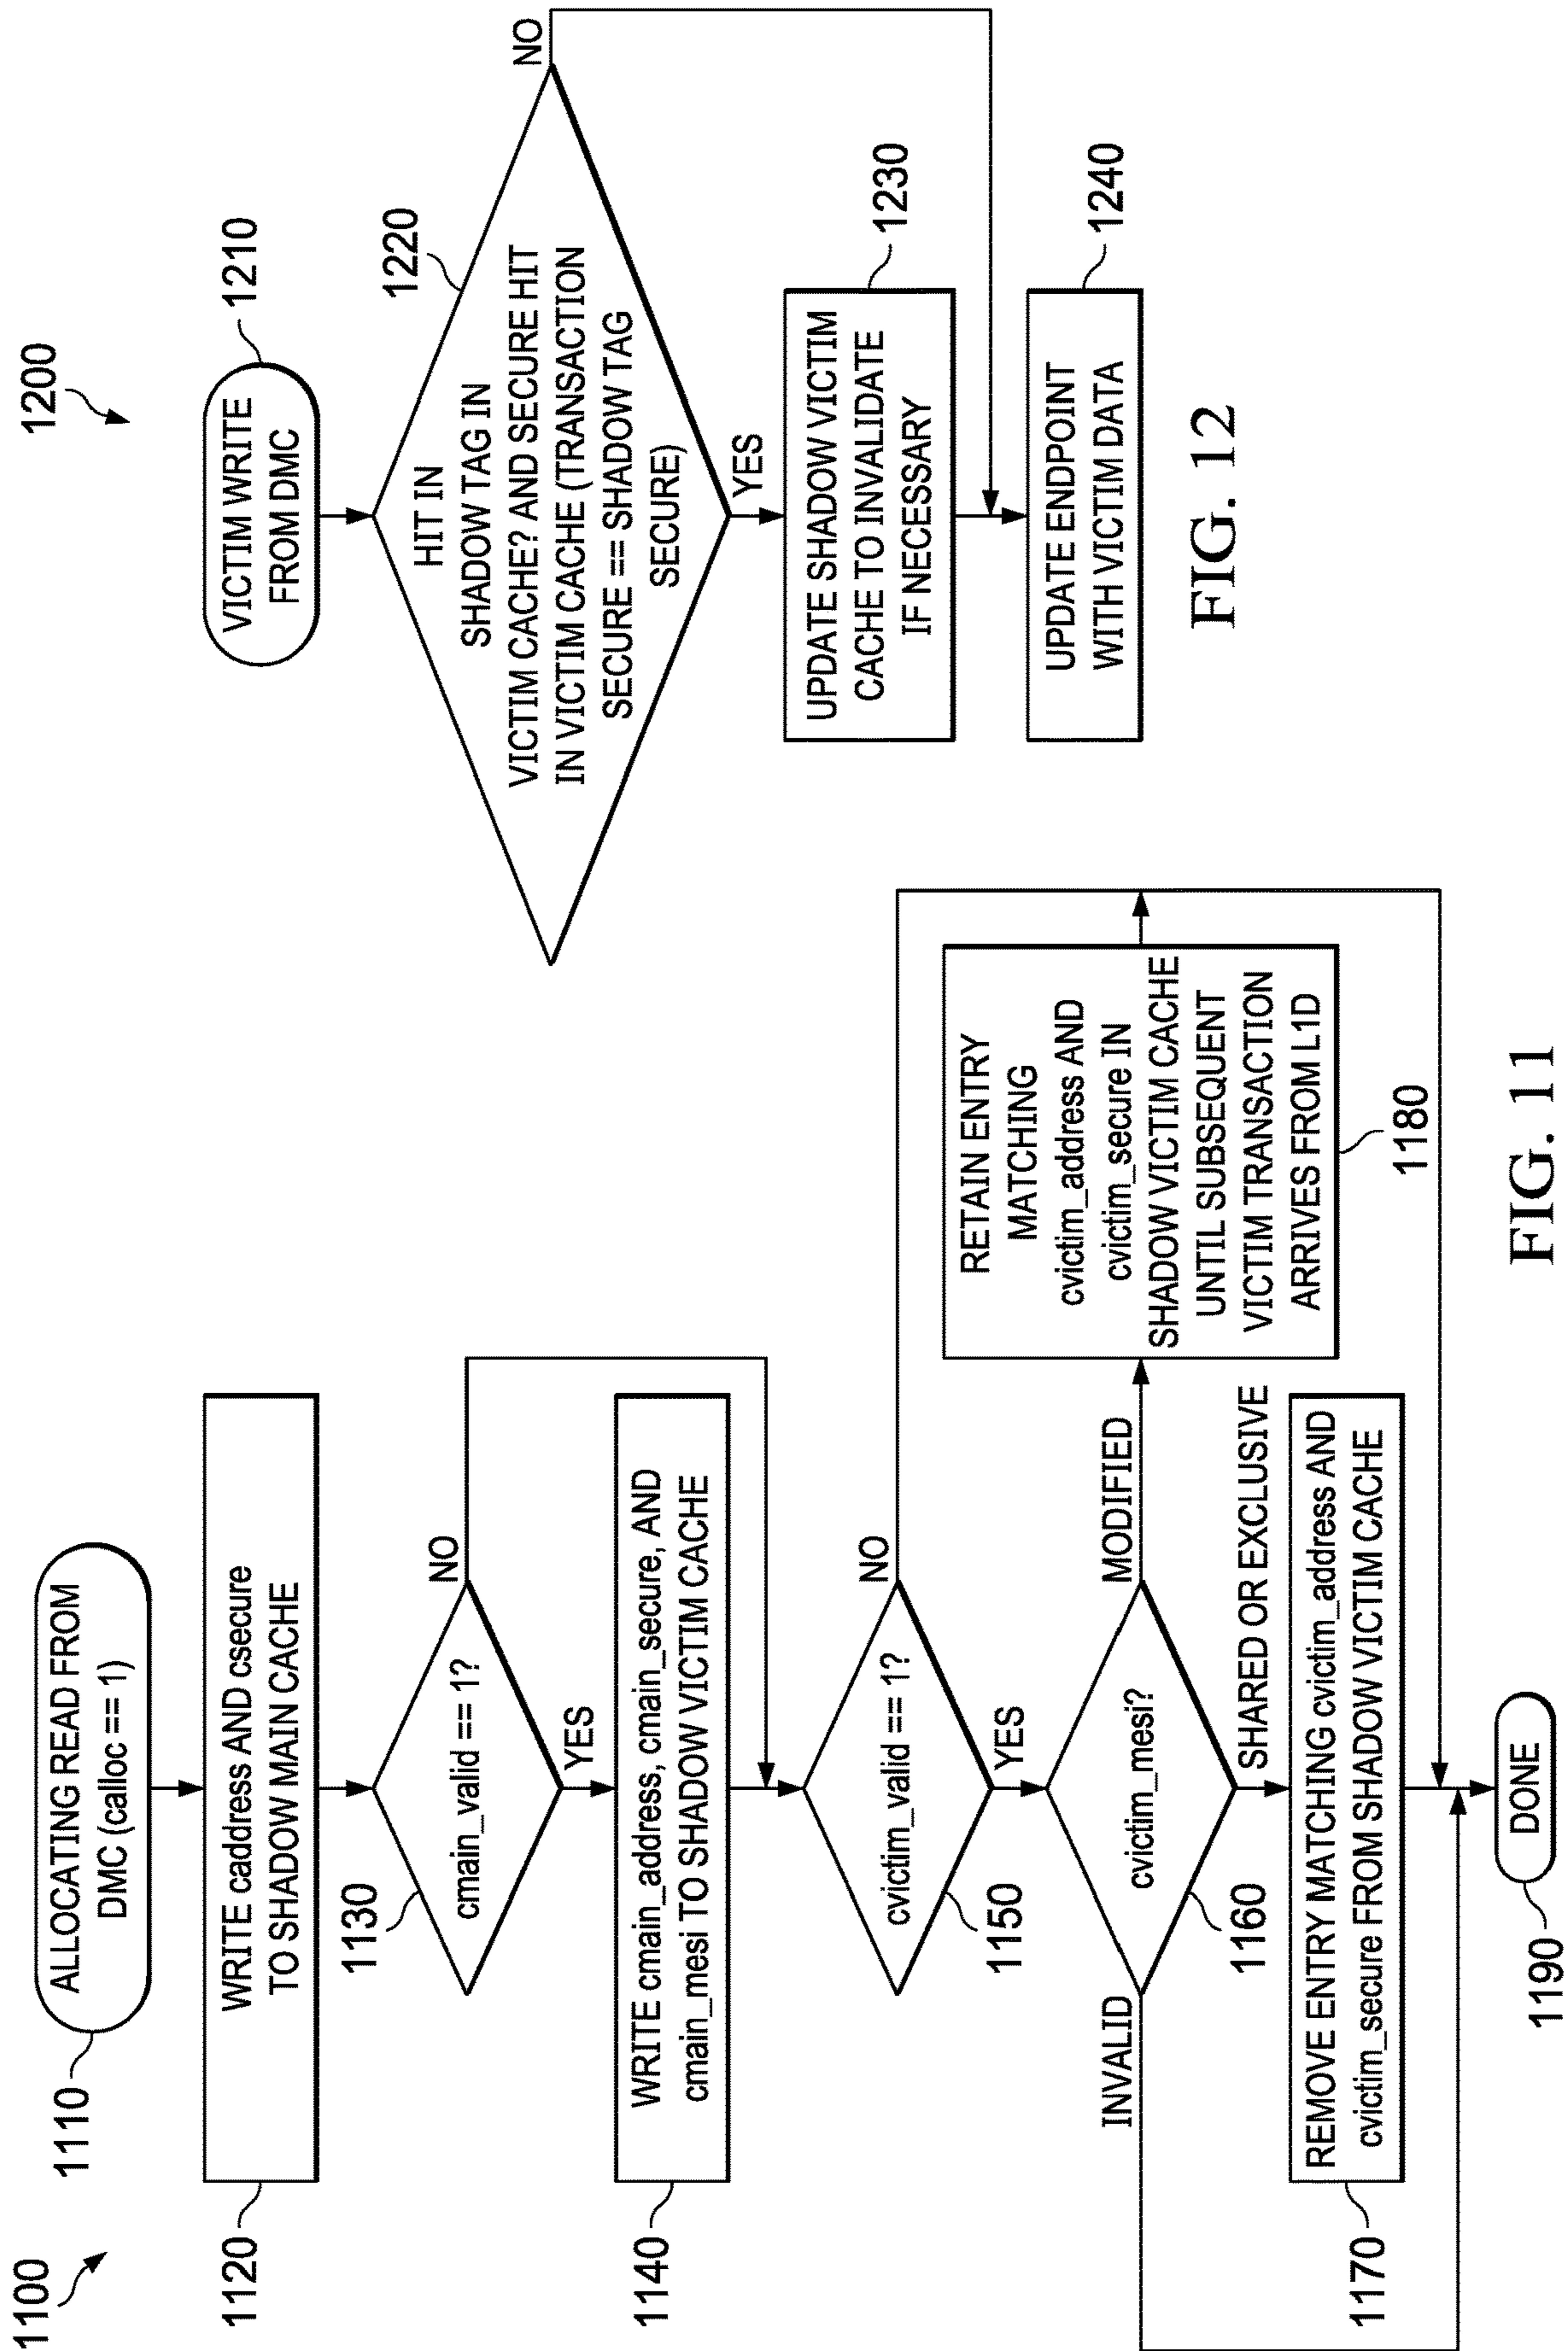 1100
1110
ALLOCATING READ FROM
DMC (calloc == 1)
1120
WRITE caddress AND csecure
TO SHADOW MAIN CACHE
1130
cmain_valid == 1?
NO
YES
1140
WRITE cmain_address, cmain_secure, AND
cmain_mesi TO SHADOW VICTIM CACHE
cvictim_valid == 1?
1150
NO
YES
INVALID
cvictim_mesi?
MODIFIED
1160
SHARED OR EXCLUSIVE
RETAIN ENTRY
MATCHING
cvictim_address AND
cvictim_secure IN
SHADOW VICTIM CACHE
UNTIL SUBSEQUENT
VICTIM TRANSACTION
ARRIVES FROM L1D
1180
1170
REMOVE ENTRY MATCHING cvictim_address AND
cvictim_secure FROM SHADOW VICTIM CACHE
DONE
1190
FIG. 11
1200
VICTIM WRITE
FROM DMC
1210
HIT IN
SHADOW TAG IN
VICTIM CACHE? AND SECURE HIT
IN VICTIM CACHE (TRANSACTION
SECURE == SHADOW TAG
SECURE)
1220
NO
YES
UPDATE SHADOW VICTIM
CACHE TO INVALIDATE
IF NECESSARY
1230
UPDATE ENDPOINT
WITH VICTIM DATA
1240
FIG. 12